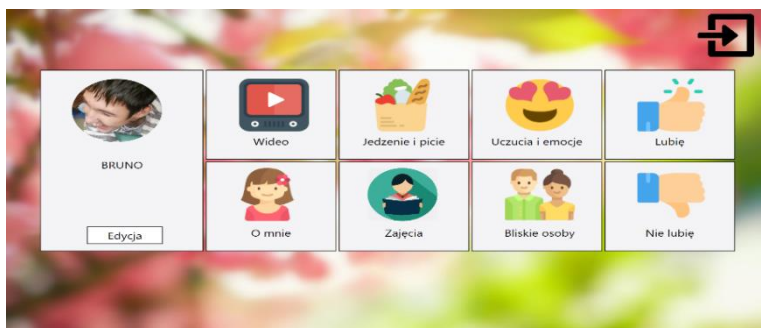 Wideo
Jedzenie i picie
Uczucia i emocje
Lubię
BRUNO
Edycja
O mnie
Zajęcia
Bliskie osoby
Nie lubię